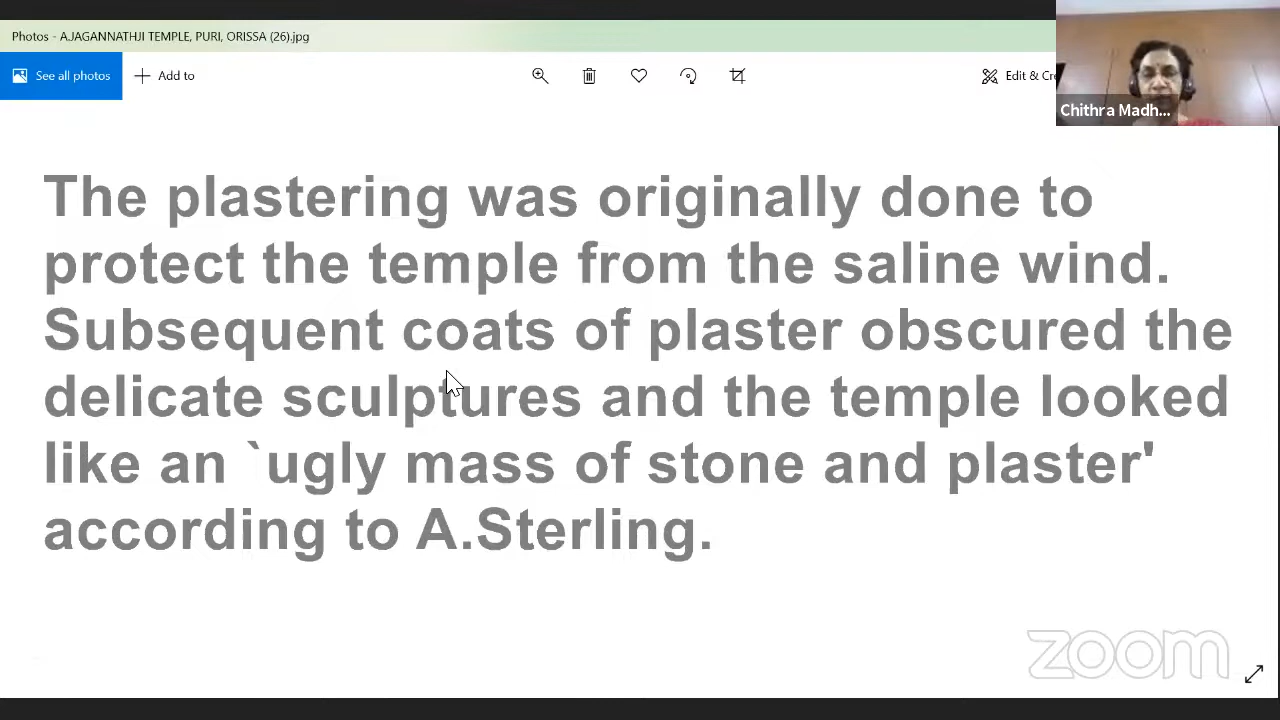 Photos - A.JAGANNATHJI TEMPLE, PURI, ORISSA (26).jpg
See all photos
Add to
Edit & Cre
Chithra Madh...
The plastering was originally done to
protect the temple from the saline wind.
Subsequent coats of plaster obscured the
delicate sculptures and the temple looked
like an `ugly mass of stone and plaster'
according to A.Sterling.
zoom